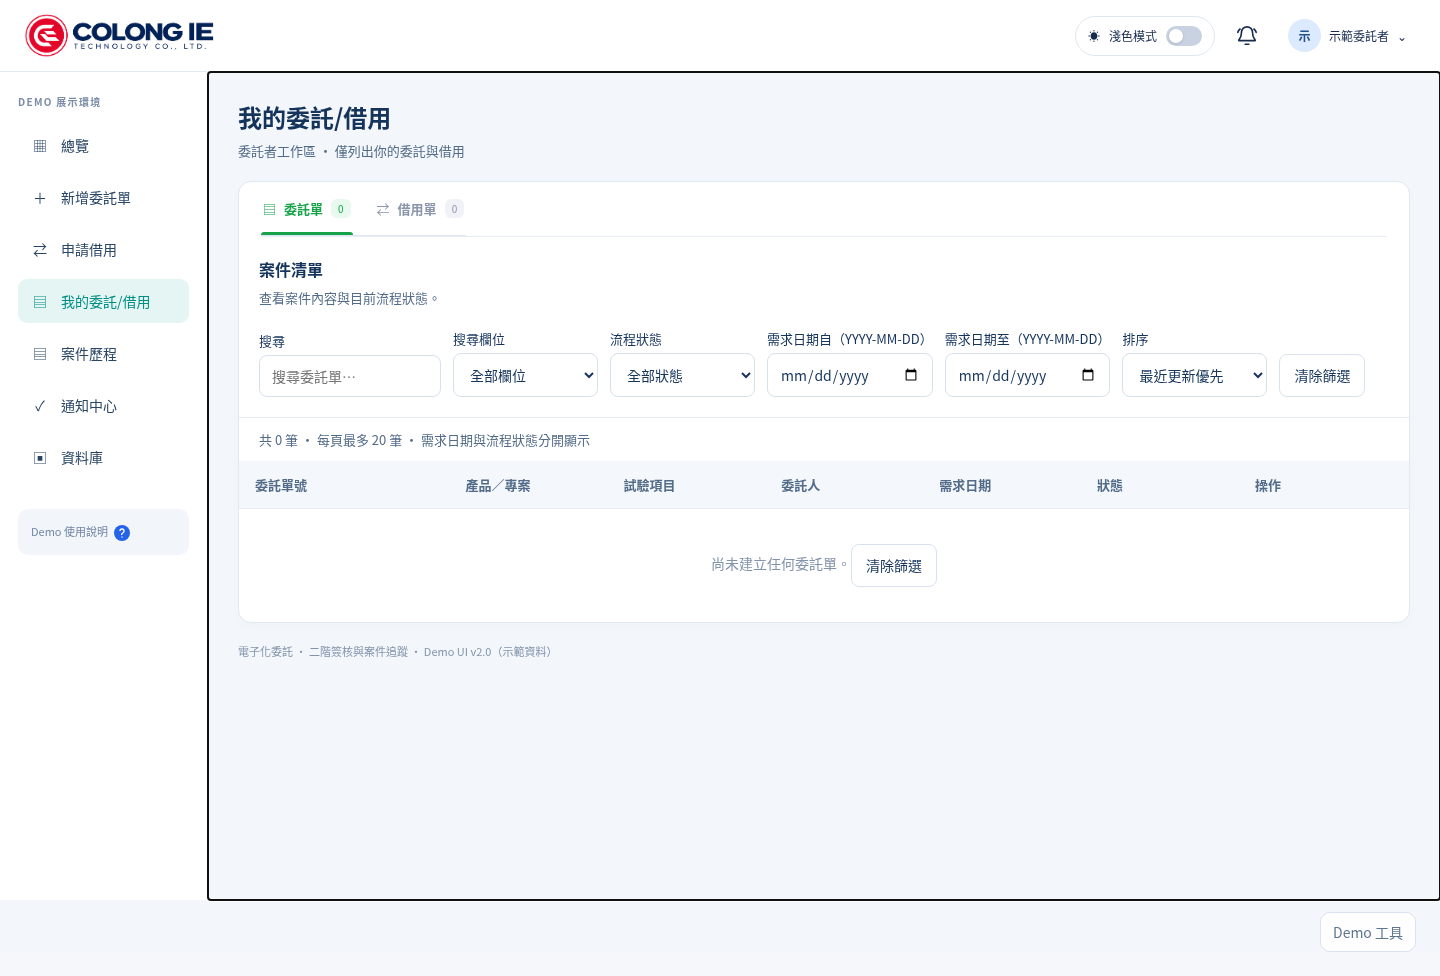 COLONG IE
TECHNOLOGY CO., LTD.
淺色模式
示 示範委託者
DEMO 展示環境
總覽
新增委託單
申請借用
我的委託/借用
案件歷程
通知中心
資料庫
Demo 使用說明 ?
我的委託/借用
委託者工作區 · 僅列出你的委託與借用
委託單 0 借用單 0
案件清單
查看案件內容與目前流程狀態。
搜尋 搜尋欄位 流程狀態 需求日期自（YYYY-MM-DD） 需求日期至（YYYY-MM-DD） 排序
搜尋委託單… 全部欄位 全部狀態 mm/dd/yyyy mm/dd/yyyy 最近更新優先 清除篩選
共 0 筆 · 每頁最多 20 筆 · 需求日期與流程狀態分開顯示
委託單號 產品／專案 試驗項目 委託人 需求日期 狀態 操作
尚未建立任何委託單。 清除篩選
電子化委託 · 二階簽核與案件追蹤 · Demo UI v2.0（示範資料）
Demo 工具